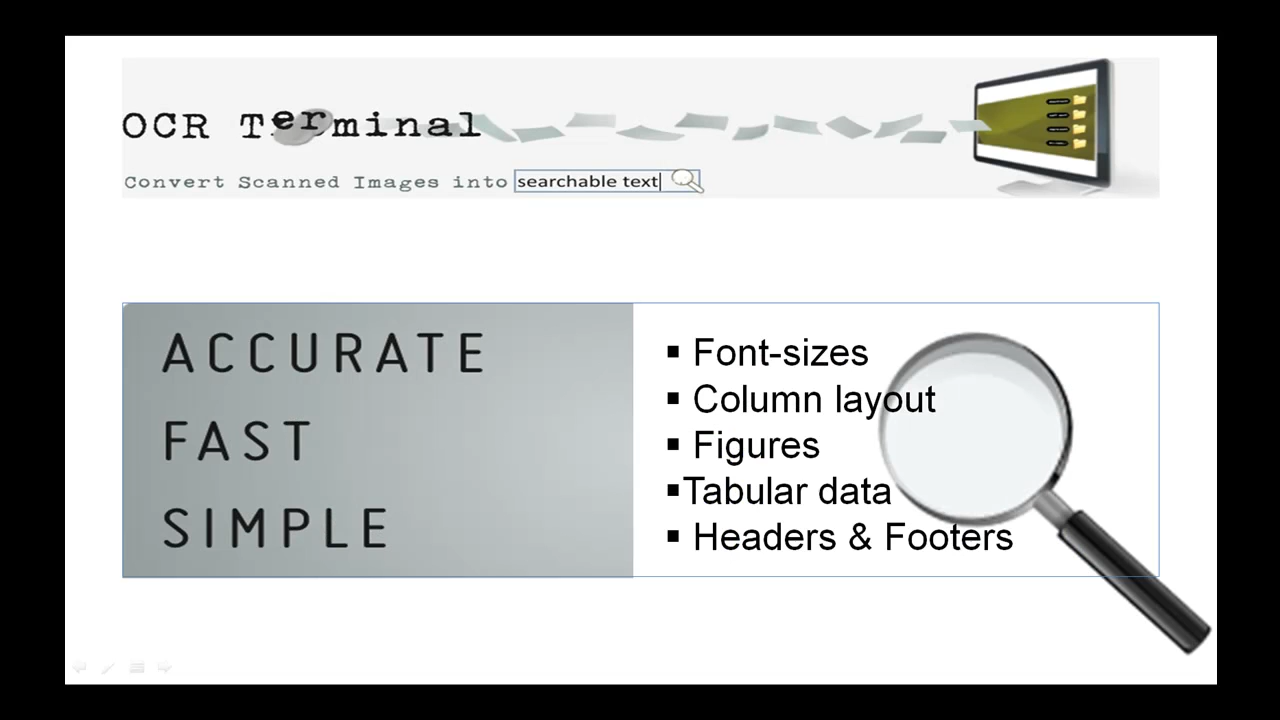 OCR Terminal
Convert Scanned Images into searchable text
ACCURATE
FAST
SIMPLE
▪ Font-sizes
▪ Column layout
▪ Figures
▪Tabular data
▪ Headers & Footers